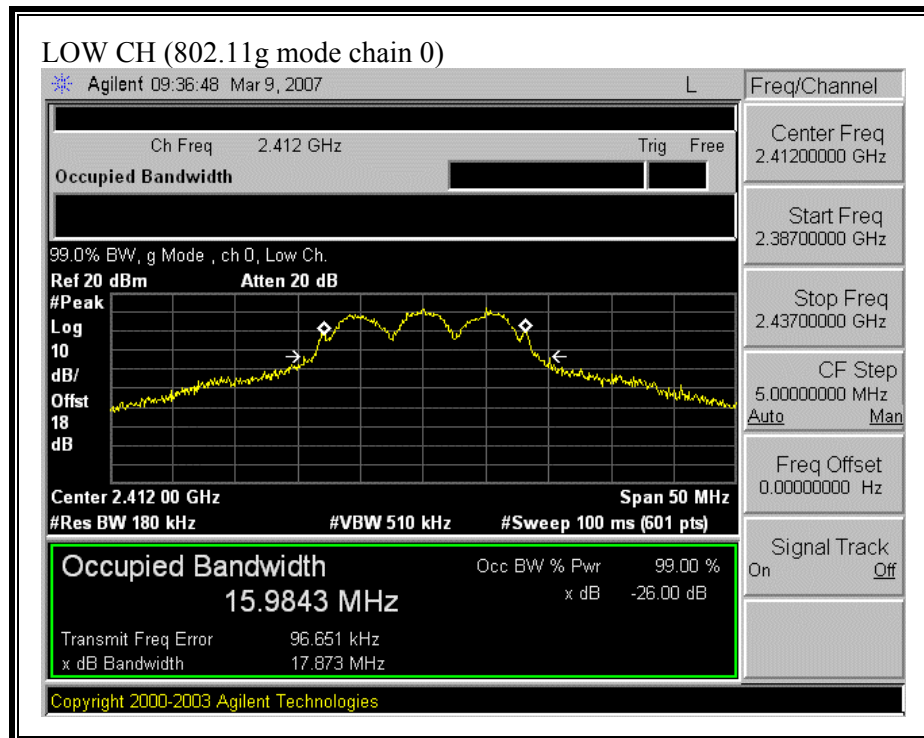 LOW CH (802.11g mode chain 0)
Agilent 09:36:48 Mar 9, 2007 L
Freq/Channel
Ch Freq 2.412 GHz Trig Free
Occupied Bandwidth
Center Freq
2.41200000 GHz
Start Freq
2.38700000 GHz
Stop Freq
2.43700000 GHz
CF Step
5.00000000 MHz
Auto Man
Freq Offset
0.00000000 Hz
Signal Track
On Off
99.0% BW, g Mode , ch 0, Low Ch.
Ref 20 dBm Atten 20 dB
#Peak
Log
10
dB/
Offst
18
dB
Center 2.412 00 GHz Span 50 MHz
#Res BW 180 kHz #VBW 510 kHz #Sweep 100 ms (601 pts)
Occupied Bandwidth Occ BW % Pwr 99.00 %
15.9843 MHz x dB -26.00 dB
Transmit Freq Error 96.651 kHz
x dB Bandwidth 17.873 MHz
Copyright 2000-2003 Agilent Technologies